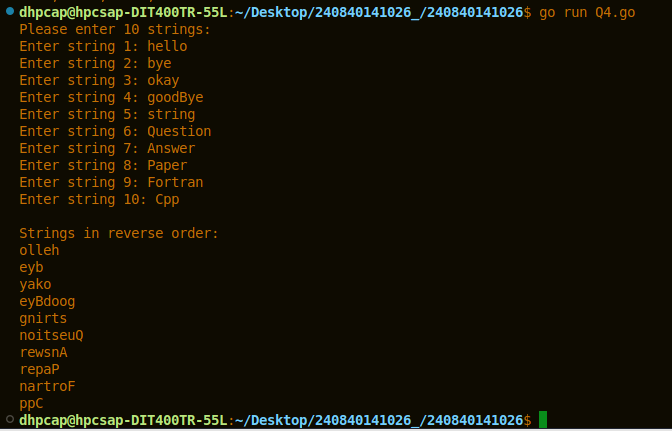 dhpcap@hpcsap-DIT400TR-55L:~/Desktop/240840141026_/240840141026$ go run Q4.go
Please enter 10 strings:
Enter string 1: hello
Enter string 2: bye
Enter string 3: okay
Enter string 4: goodBye
Enter string 5: string
Enter string 6: Question
Enter string 7: Answer
Enter string 8: Paper
Enter string 9: Fortran
Enter string 10: Cpp

Strings in reverse order:
olleh
eyb
yako
eyBdoog
gnirts
noitseuQ
rewsnA
repaP
nartroF
ppC
dhpcap@hpcsap-DIT400TR-55L:~/Desktop/240840141026_/240840141026$